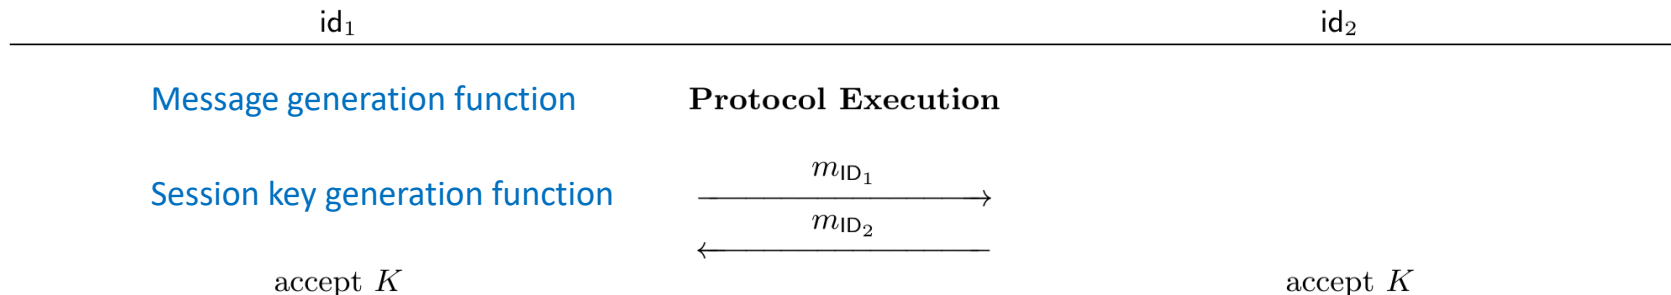 id₁ id₂
Message generation function Protocol Execution
m_ID₁
Session key generation function
m_ID₂
accept K accept K